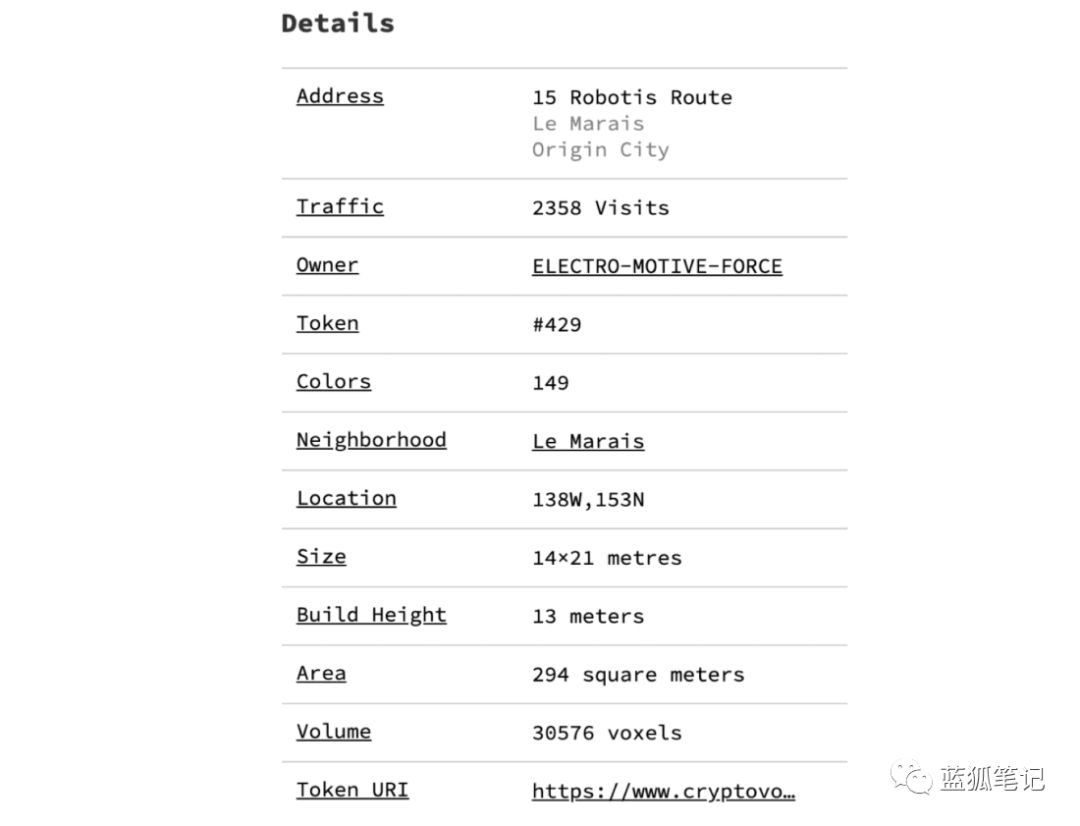 Details
Address
15 Robotis Route
Le Marais
Origin City
Traffic
2358 Visits
Owner
ELECTRO-MOTIVE-FORCE
Token
#429
Colors
149
Neighborhood
Le Marais
Location
138W,153N
Size
14×21 metres
Build Height
13 meters
Area
294 square meters
Volume
30576 voxels
Token URI
https://www.cryptovo…
蓝狐笔记